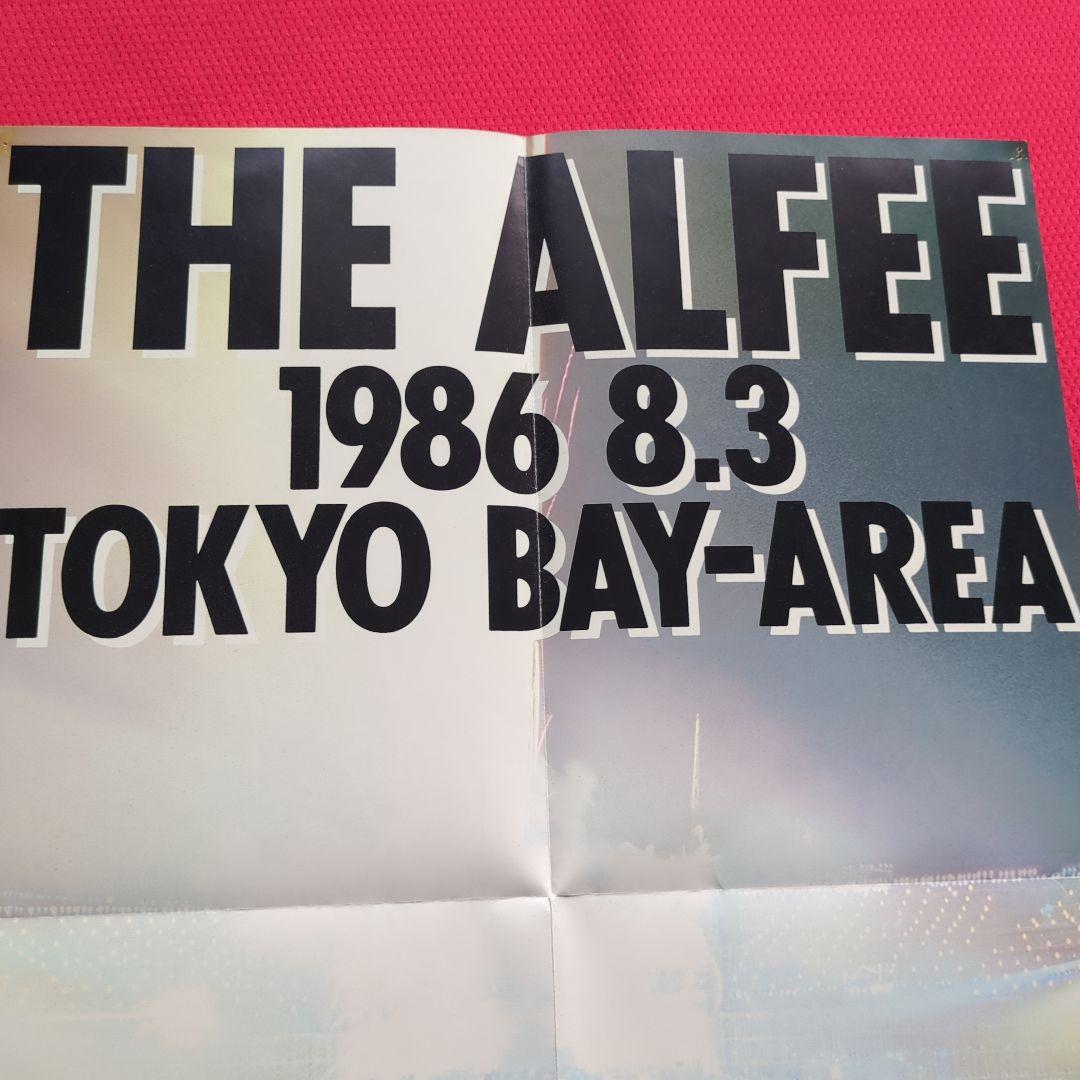 THE ALFEE
1986 8.3
TOKYO BAY-AREA